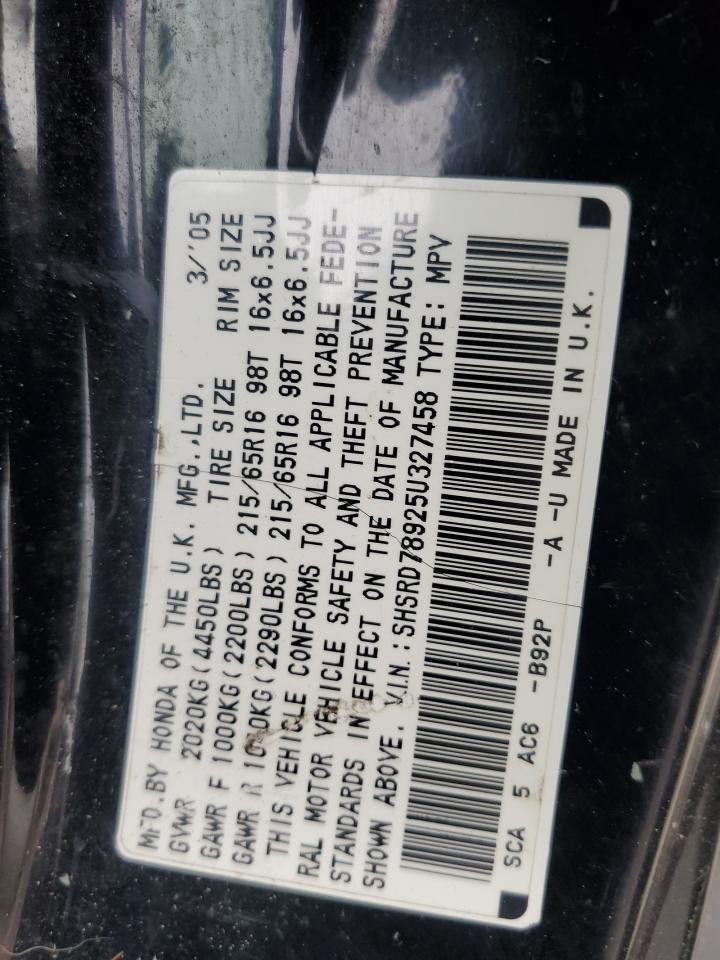 MFD.BY HONDA OF THE U.K. MFG.,LTD. 3/'05
GVWR 2020KG(4450LBS) TIRE SIZE RIM SIZE
GAWR F 1000KG(2200LBS) 215/65R16 98T 16x6.5JJ
GAWR R 1040KG(2290LBS) 215/65R16 98T 16x6.5JJ
THIS VEHICLE CONFORMS TO ALL APPLICABLE FEDE-
RAL MOTOR VEHICLE SAFETY AND THEFT PREVENTION
STANDARDS IN EFFECT ON THE DATE OF MANUFACTURE
SHOWN ABOVE. V.I.N.:SHSRD78925U327458 TYPE: MPV
SCA 5 AC6 -B92P -A -U MADE IN U.K.